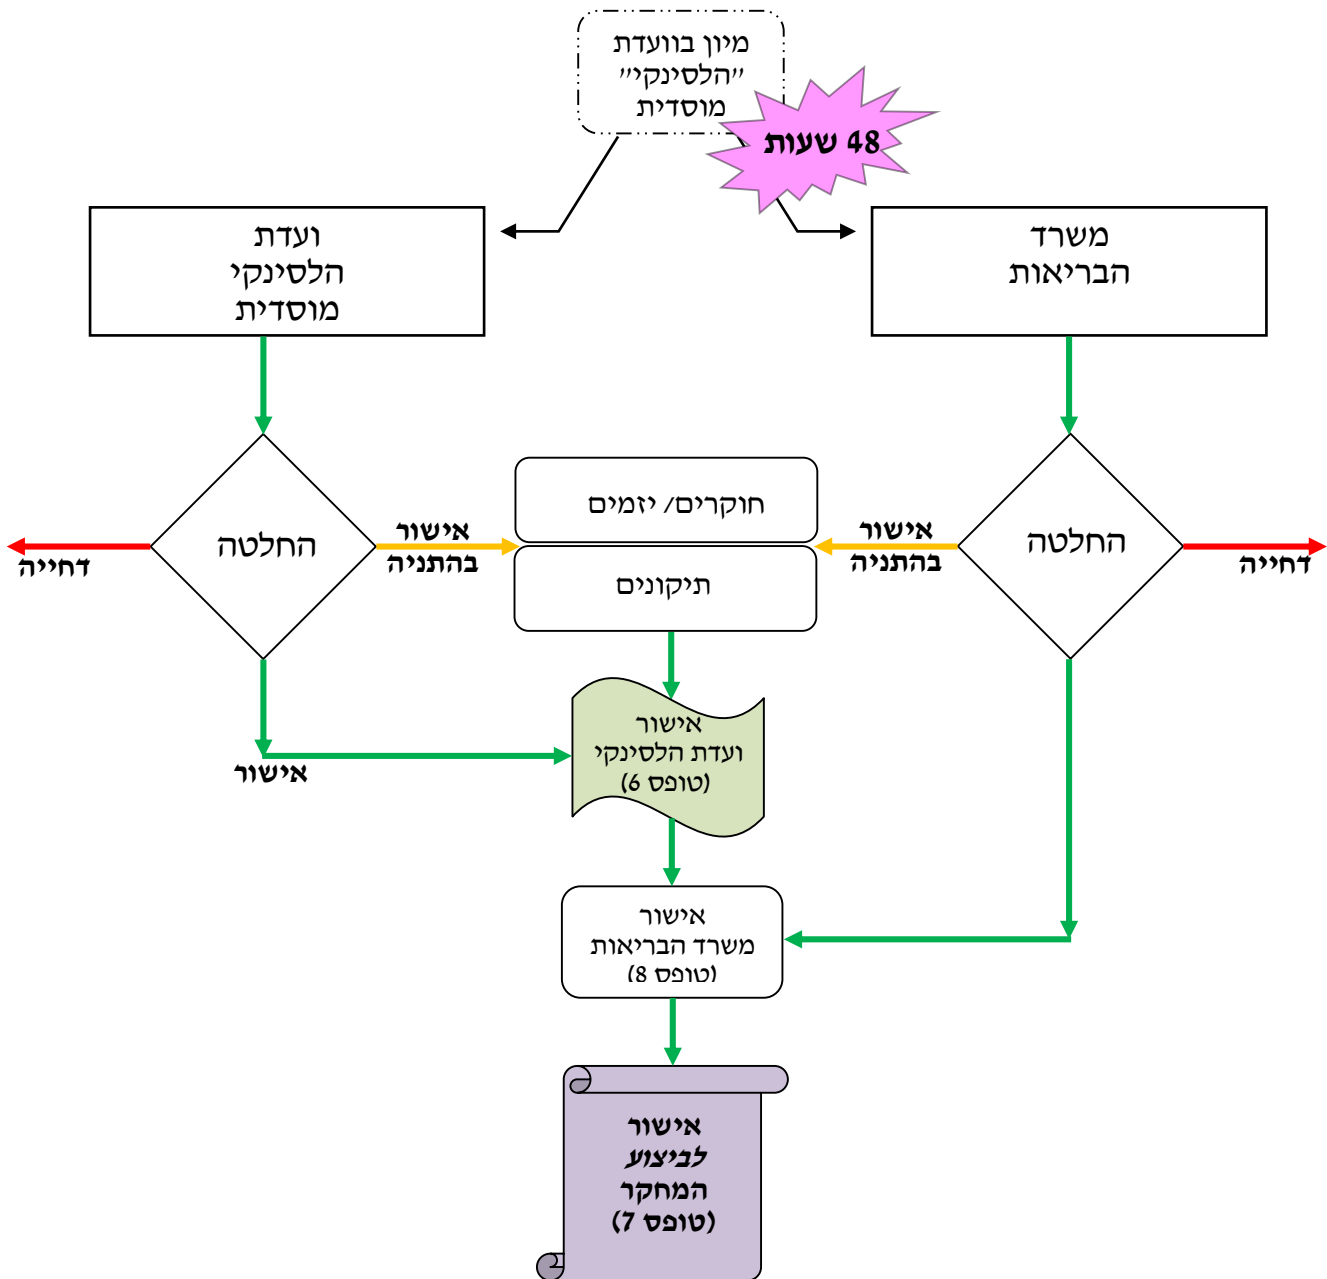 מיון בוועדת
"הלסינקי"
מוסדית
48 שעות
משרד
הבריאות
ועדת
הלסינקי
מוסדית
החלטה
דחייה
אישור
בהתניה
חוקרים/ יזמים
תיקונים
אישור
בהתניה
החלטה
דחייה
אישור
אישור
ועדת הלסינקי
(טופס 6)
אישור
משרד הבריאות
(טופס 8)
אישור
לביצוע
המחקר
(טופס 7)